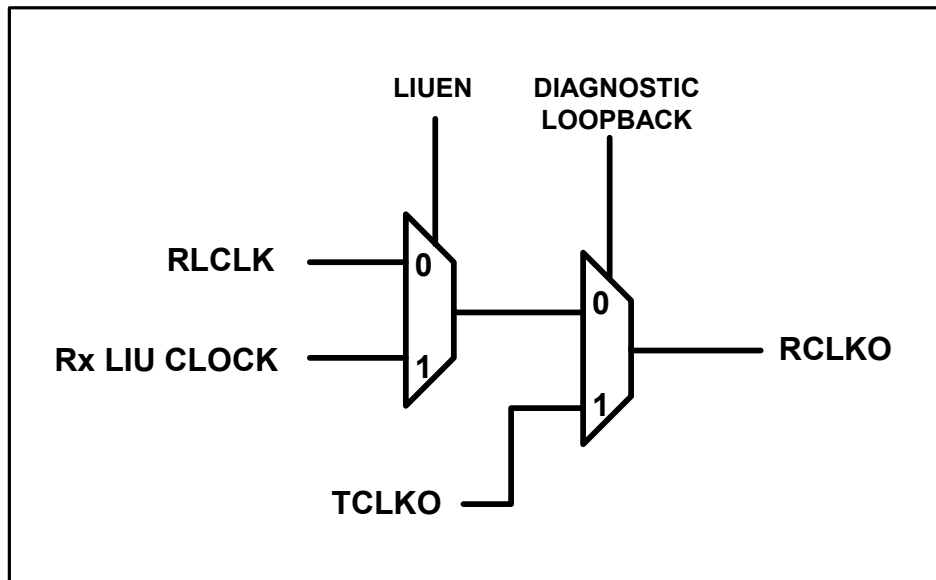 LIUEN
DIAGNOSTIC
LOOPBACK
RLCLK
0
Rx LIU CLOCK
1
0
RCLKO
1
TCLKO